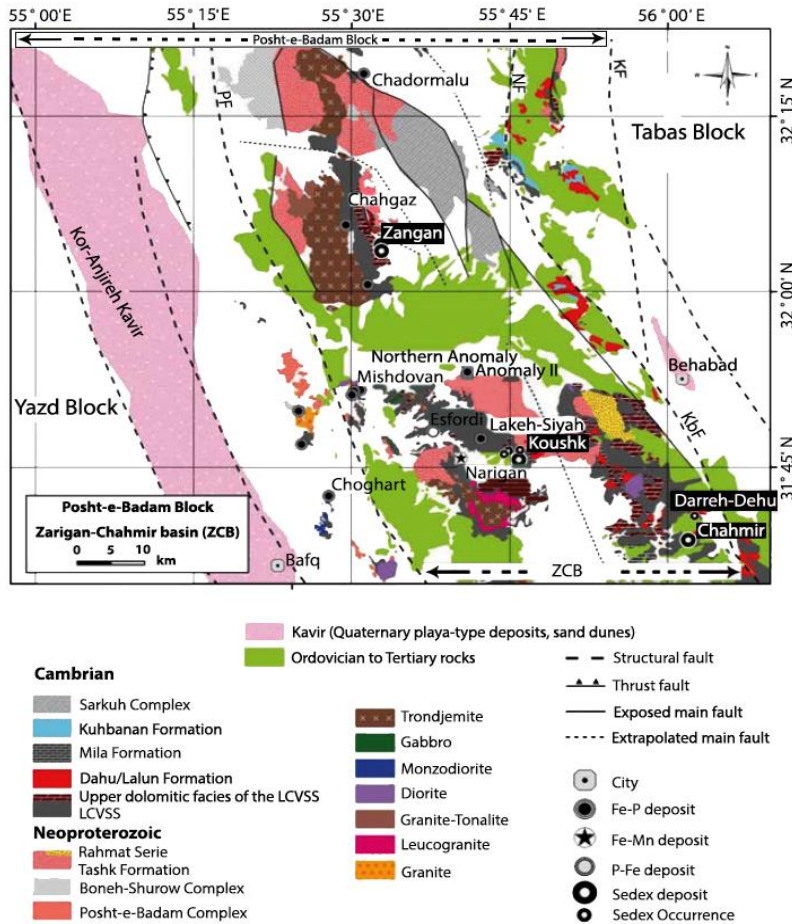 55° 00' E
55° 15' E
55° 30' E
55° 45' E
56° 00' E
Posht-e-Badam Block
PF
NF
KF
Chadormalu
Tabas Block
32° 15' N
Chahgaz
Zangan
Kor-Anjireh Kavir
32° 00' N
Northern Anomaly
Anomaly II
Behabad
Mishdovan
Yazd Block
Esfordi
Lakeh-Siyah
Koushk
KbF
31° 45' N
Narigan
Choghart
Darreh-Dehu
Chahmir
Posht-e-Badam Block
Zarigan-Chahmir basin (ZCB)
0 5 10
km
Bafq
ZCB
Kavir (Quaternary playa-type deposits, sand dunes)
Ordovician to Tertiary rocks
Cambrian
Sarkuh Complex
Kuhbanan Formation
Mila Formation
Dahu/Lalun Formation
Upper dolomitic facies of the LCVSS
LCVSS
Neoproterozoic
Rahmat Serie
Tashk Formation
Boneh-Shurow Complex
Posht-e-Badam Complex
Trondjemite
Gabbro
Monzodiorite
Diorite
Granite-Tonalite
Leucogranite
Granite
Structural fault
Thrust fault
Exposed main fault
Extrapolated main fault
City
Fe-P deposit
Fe-Mn deposit
P-Fe deposit
Sedex deposit
Sedex Occurrence